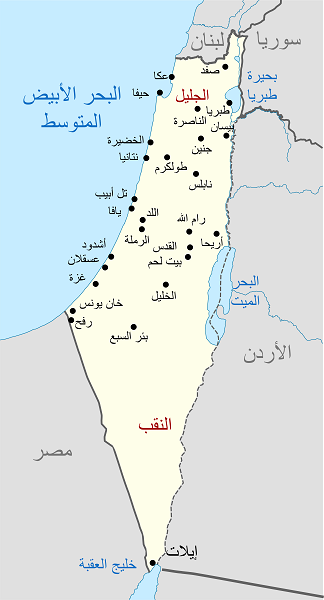 سوريا
لبنان
صفد
عكا
بحيرة
طبريا
حيفا
الجليل
البحر الأبيض
المتوسط
طبريا
الناصرة
بيسان
الخضيرة
جنين
نتانيا
طولكرم
نابلس
تل أبيب
يافا
اللد
رام الله
الرملة
أريحا
القدس
أشدود
عسقلان
بيت لحم
غزة
البحر
الميت
الخليل
خان يونس
رفح
بئر السبع
الأردن
النقب
مصر
إيلات
خليج العقبة